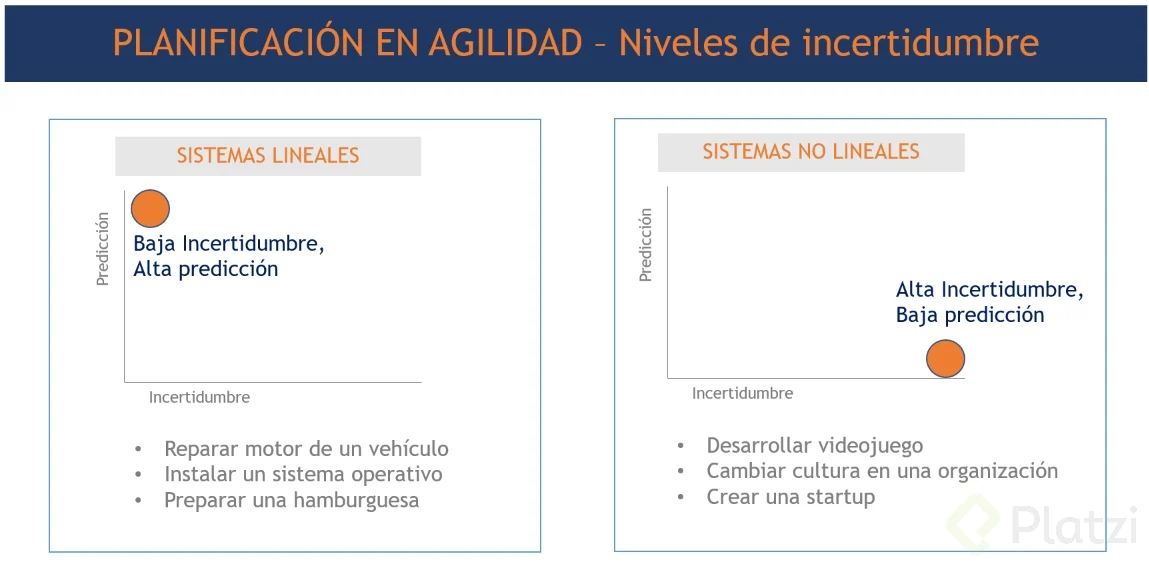 PLANIFICACIÓN EN AGILIDAD – Niveles de incertidumbre
SISTEMAS LINEALES
Predicción
Baja Incertidumbre,
Alta predicción
Incertidumbre
• Reparar motor de un vehículo
• Instalar un sistema operativo
• Preparar una hamburguesa
SISTEMAS NO LINEALES
Predicción
Alta Incertidumbre,
Baja predicción
Incertidumbre
• Desarrollar videojuego
• Cambiar cultura en una organización
• Crear una startup
Platzi